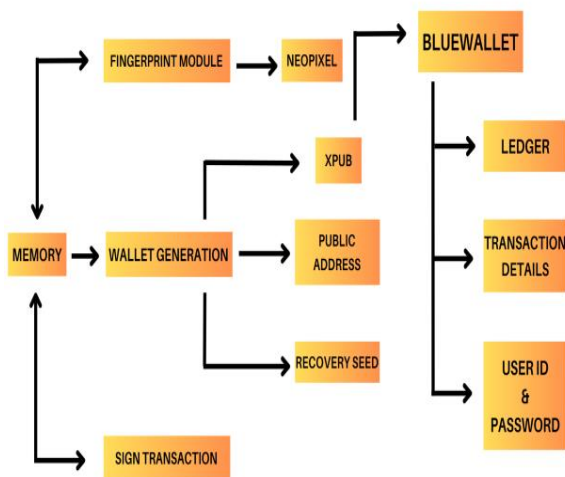 FINGERPRINT MODULE
NEOPIXEL
BLUEWALLET
XPUB
LEDGER
MEMORY
WALLET GENERATION
PUBLIC
ADDRESS
TRANSACTION
DETAILS
RECOVERY SEED
USER ID
&
PASSWORD
SIGN TRANSACTION